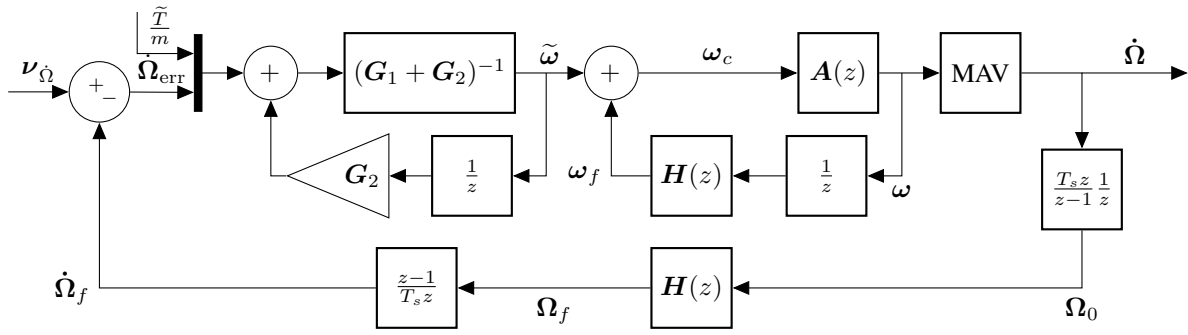 T̃/m
ν_Ω̇
+
−
Ω̇_err
+
(G₁ + G₂)⁻¹
ω̃
+
ω_c
A(z)
MAV
Ω̇
G₂
1/z
ω_f
H(z)
1/z
ω
T_s z/(z−1) 1/z
Ω̇_f
(z−1)/(T_s z)
Ω_f
H(z)
Ω₀